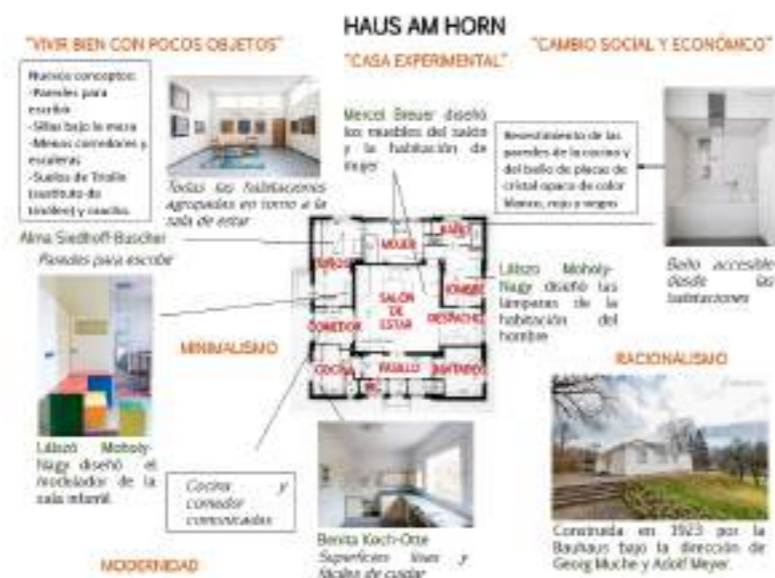 HAUS AM HORN
"VIVIR BIEN CON POCOS OBJETOS"
"CASA EXPERIMENTAL"
"CAMBIO SOCIAL Y ECONÓMICO"
Nuevos conceptos:
-Paredes para
escribir
-Sillas bajo la mesa
-Menos corredores y
escaleras
-Suelos de Triolin
(sustituto de
linóleo) y caucho.
Todas las habitaciones
agrupadas en torno a la
sala de estar
Marcel Breuer diseñó
los muebles del salón
y la habitación de
mujer
Revestimiento de las
paredes de la cocina y
del baño de placas de
cristal opaco de color
blanco, rojo y negro
Baño accesible
desde las
habitaciones
Alma Siedhoff-Buscher
Paredes para escribir
NIÑOS
MUJER
BAÑO
HOMBRE
SALÓN
DE
ESTAR
COMEDOR
DESPACHO
COCINA
PASILLO
INVITADOS
László Moholy-
Nagy diseñó las
lámparas de la
habitación del
hombre
MINIMALISMO
RACIONALISMO
László Moholy-
Nagy diseñó el
modulador de la
sala infantil.
Cocina y
comedor
comunicados
Benita Koch-Otte
Superficies lisas y
fáciles de cuidar
Construida en 1923 por la
Bauhaus bajo la dirección de
Georg Muche y Adolf Meyer.
MODERNIDAD